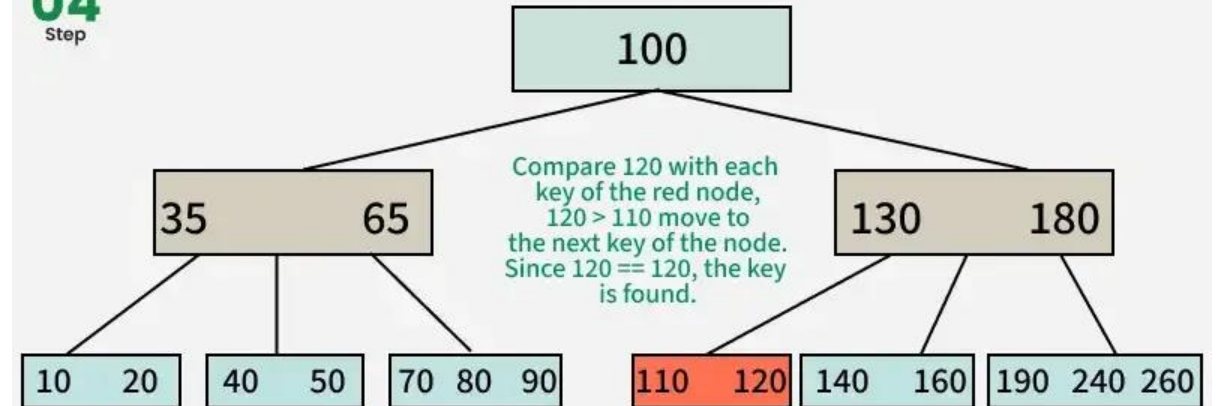 04
Step
100
Compare 120 with each
key of the red node,
120 > 110 move to
the next key of the node.
Since 120 == 120, the key
is found.
35 65
130 180
10 20
40 50
70 80 90
110 120
140 160
190 240 260